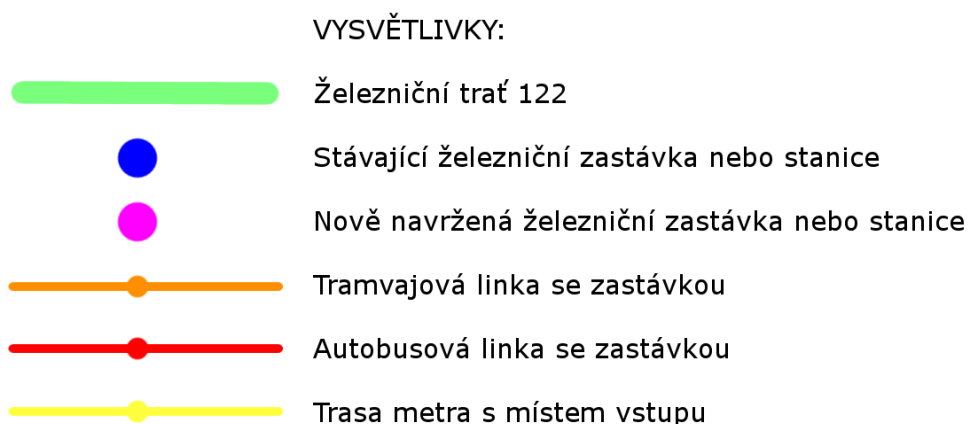 VYSVĚTLIVKY:
Železniční trať 122
Stávající železniční zastávka nebo stanice
Nově navržená železniční zastávka nebo stanice
Tramvajová linka se zastávkou
Autobusová linka se zastávkou
Trasa metra s místem vstupu